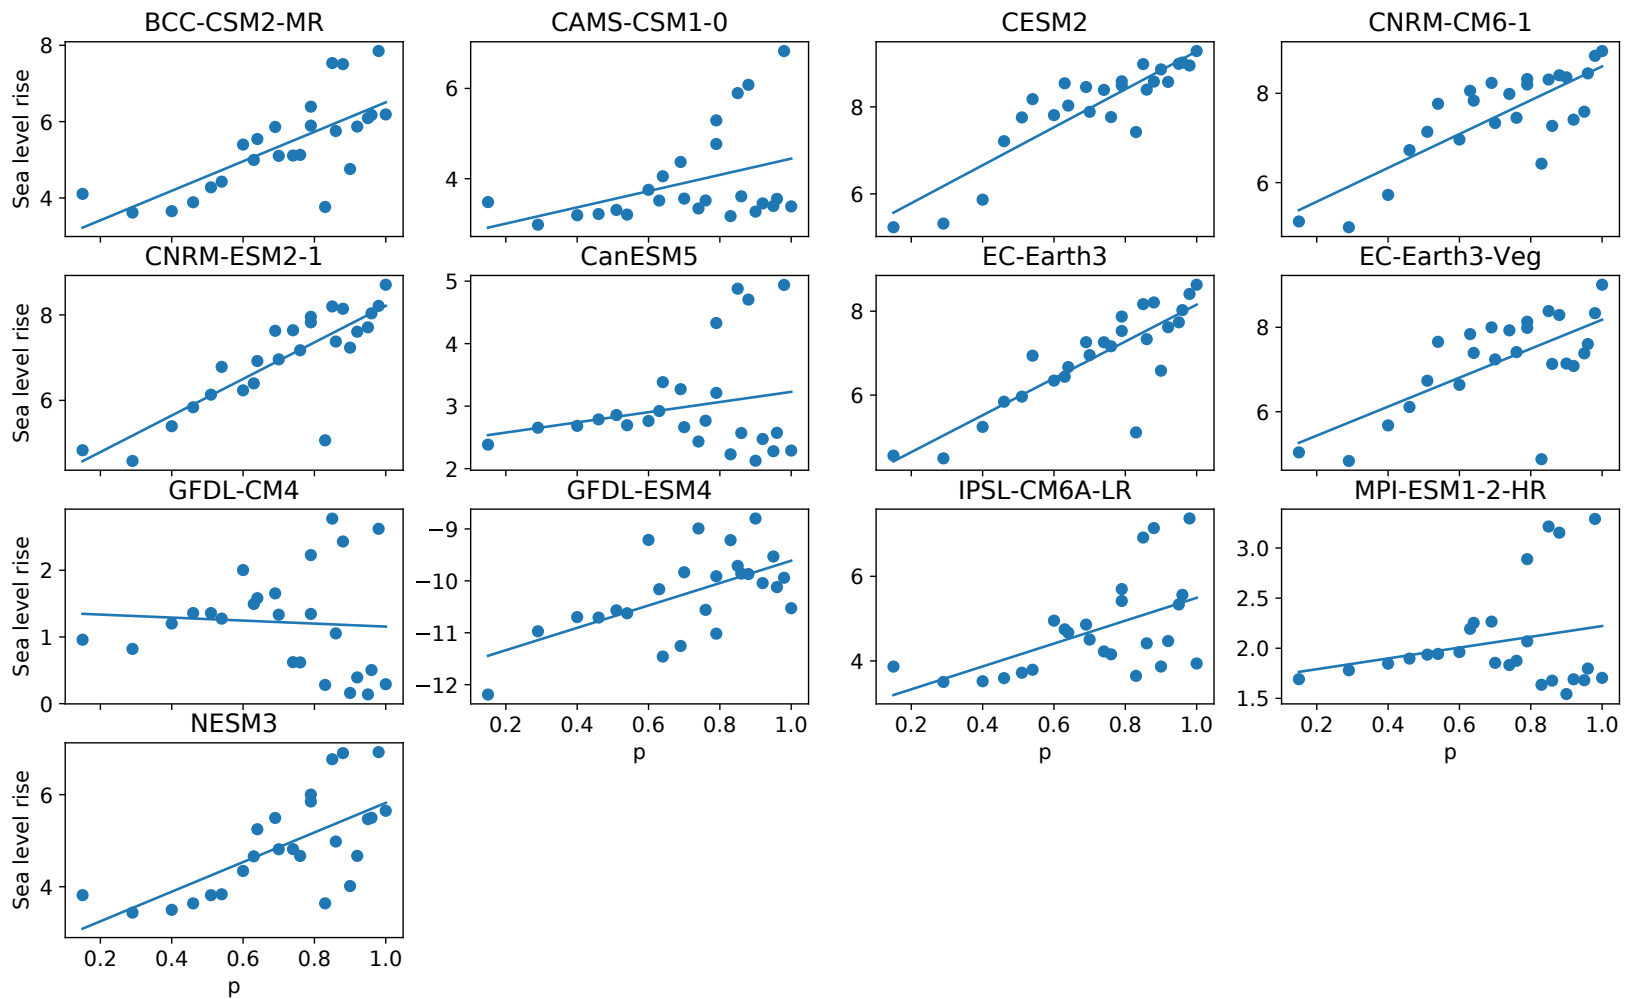 BCC-CSM2-MR CAMS-CSM1-0 CESM2 CNRM-CM6-1
Sea level rise
8
6
4
6
4
8
6
8
6
CNRM-ESM2-1 CanESM5 EC-Earth3 EC-Earth3-Veg
Sea level rise
8
6
5
4
3
2
8
6
8
6
GFDL-CM4 GFDL-ESM4 IPSL-CM6A-LR MPI-ESM1-2-HR
Sea level rise
2
1
0
−9
−10
−11
−12
6
4
3.0
2.5
2.0
1.5
0.2 0.4 0.6 0.8 1.0 0.2 0.4 0.6 0.8 1.0 0.2 0.4 0.6 0.8 1.0
p p p
NESM3
Sea level rise
6
4
0.2 0.4 0.6 0.8 1.0
p